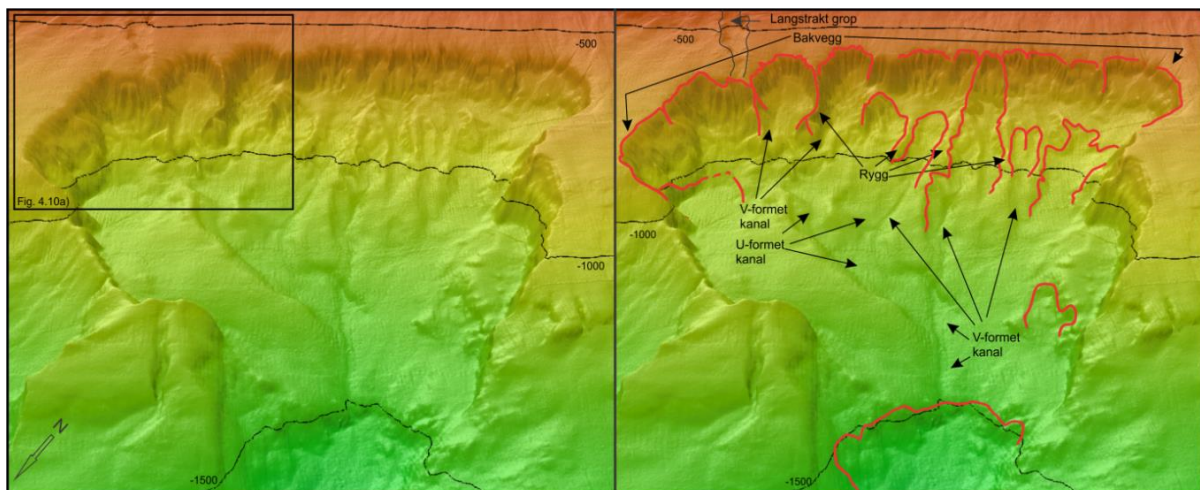 -500
Fig. 4.10a)
-1000
-1500
N
Langstrakt grop
-500
Bakvegg
Rygg
V-formet
kanal
-1000
U-formet
kanal
V-formet
kanal
-1500